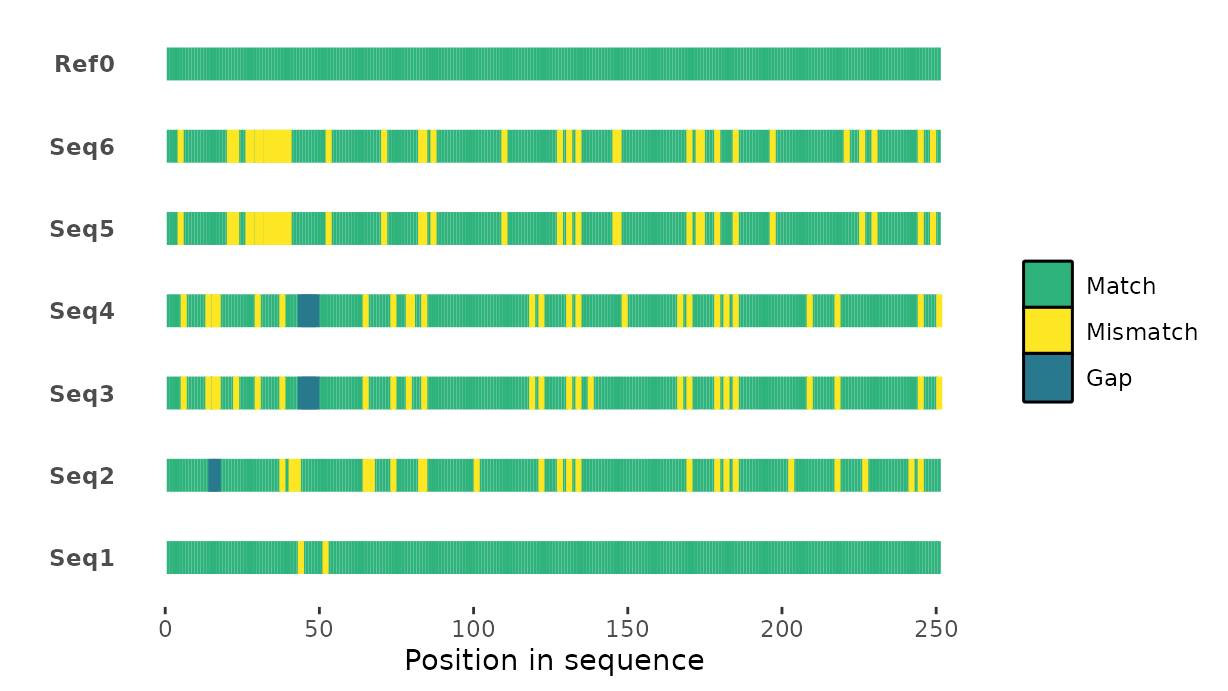 Ref0
Seq6
Seq5
Seq4
Seq3
Seq2
Seq1
0 50 100 150 200 250
Position in sequence
Match
Mismatch
Gap